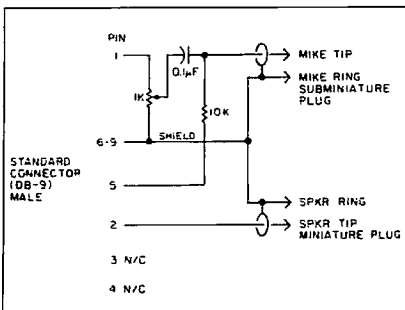 PIN
1
0.1µF
1K
10K
MIKE TIP
MIKE RING
SUBMINIATURE
PLUG
6-9
SHIELD
STANDARD
CONNECTOR
(DB-9)
MALE
5
SPKR RING
2
SPKR TIP
MINIATURE PLUG
3 N/C
4 N/C